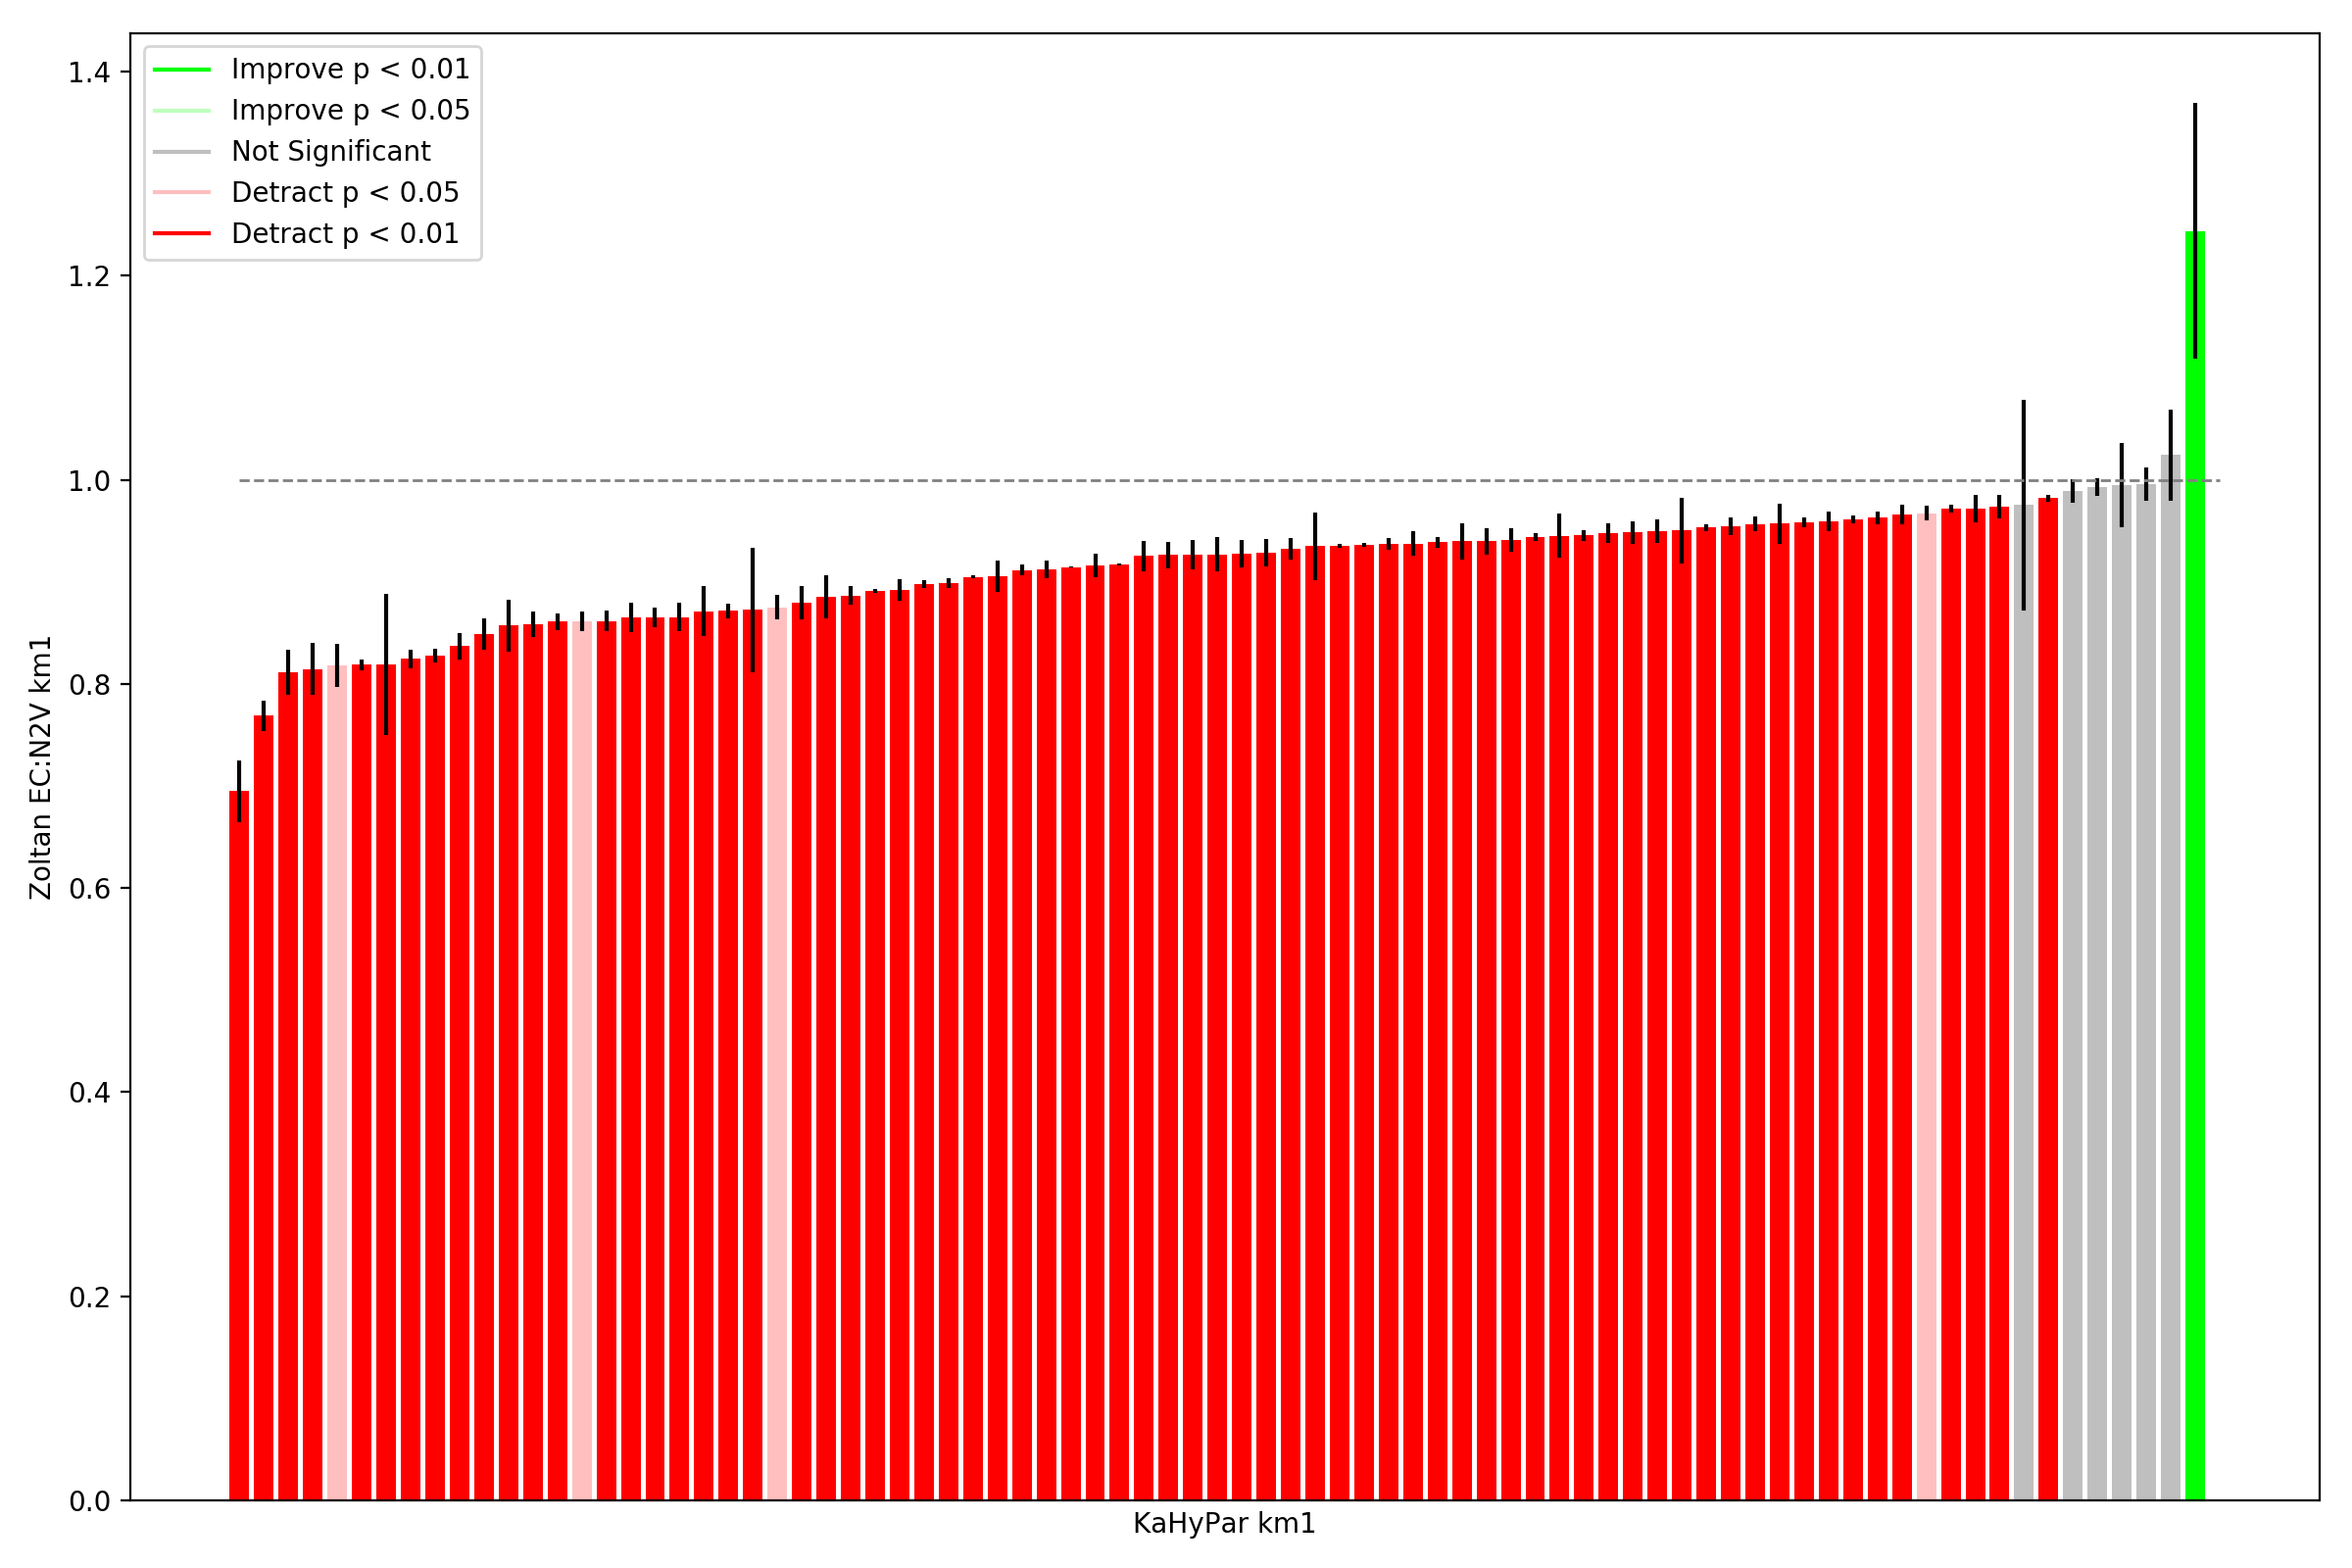 Improve p < 0.01
Improve p < 0.05
Not Significant
Detract p < 0.05
Detract p < 0.01
1.4
1.2
1.0
0.8
0.6
0.4
0.2
0.0
Zoltan EC:N2V km1
KaHyPar km1